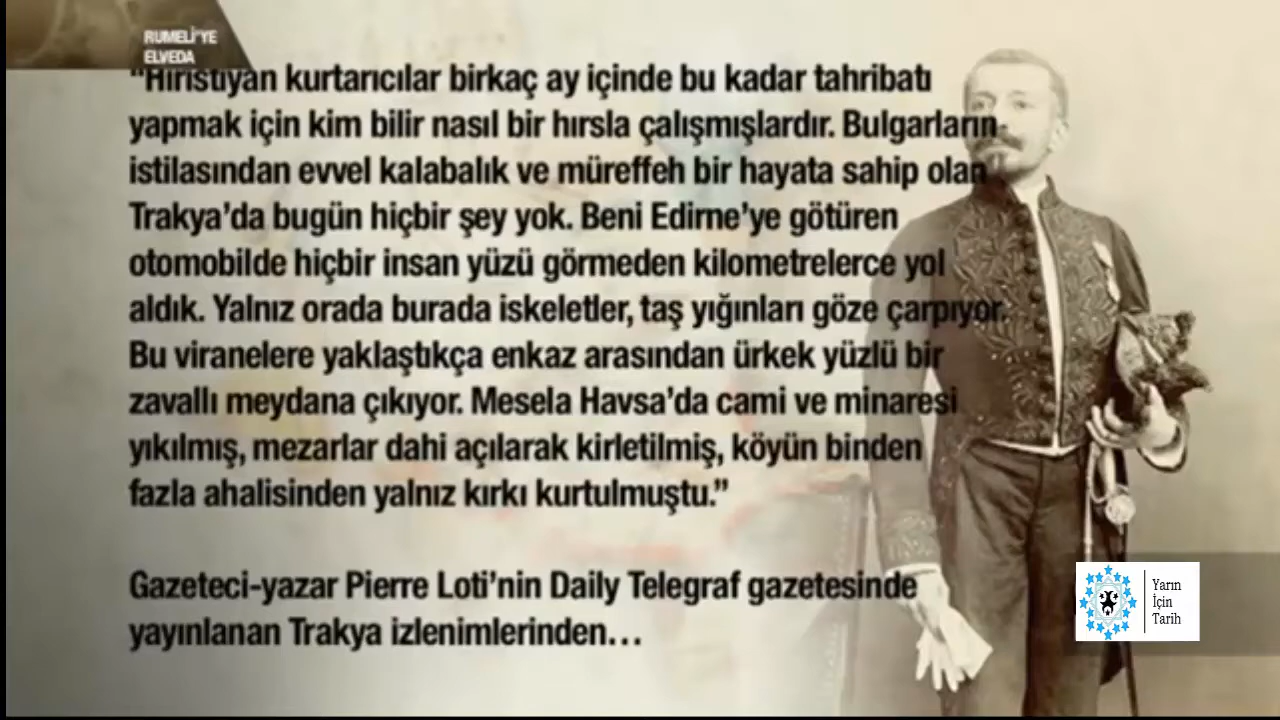 RUMELİ'YE
ELVEDA
"Hıristiyan kurtarıcılar birkaç ay içinde bu kadar tahribatı
yapmak için kim bilir nasıl bir hırsla çalışmışlardır. Bulgarların
istilasından evvel kalabalık ve müreffeh bir hayata sahip olan
Trakya’da bugün hiçbir şey yok. Beni Edirne’ye götüren
otomobilde hiçbir insan yüzü görmeden kilometrelerce yol
aldık. Yalnız orada burada iskeletler, taş yığınları göze çarpıyor.
Bu viranelere yaklaştıkça enkaz arasından ürkek yüzlü bir
zavallı meydana çıkıyor. Mesela Havsa’da cami ve minaresi
yıkılmış, mezarlar dahi açılarak kirletilmiş, köyün binden
fazla ahalisinden yalnız kırkı kurtulmuştu.”
Gazeteci-yazar Pierre Loti’nin Daily Telegraf gazetesinde
yayınlanan Trakya izlenimlerinden…
Yarın
İçin
Tarih